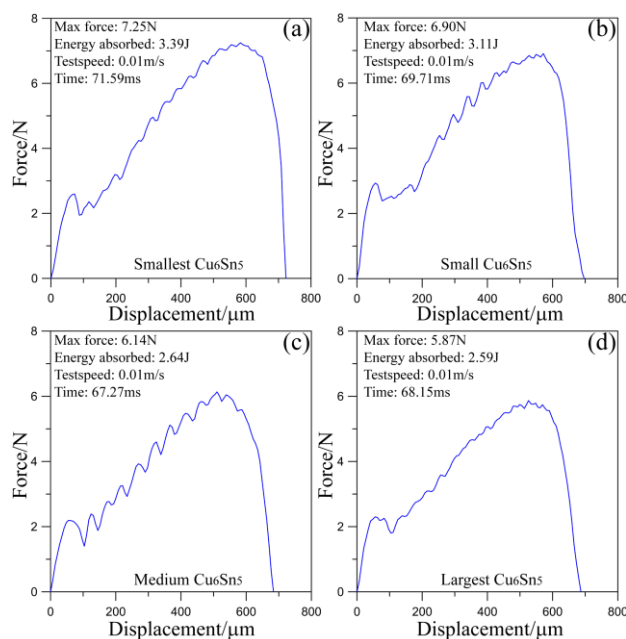 Max force: 7.25N
Energy absorbed: 3.39J
Testspeed: 0.01m/s
Time: 71.59ms
(a)
Force/N
8
6
4
2
0
Smallest Cu₆Sn₅
0 200 400 600 800
Displacement/μm
Max force: 6.90N
Energy absorbed: 3.11J
Testspeed: 0.01m/s
Time: 69.71ms
(b)
Force/N
8
6
4
2
0
Small Cu₆Sn₅
0 200 400 600 800
Displacement/μm
Max force: 6.14N
Energy absorbed: 2.64J
Testspeed: 0.01m/s
Time: 67.27ms
(c)
Force/N
8
6
4
2
0
Medium Cu₆Sn₅
0 200 400 600 800
Displacement/μm
Max force: 5.87N
Energy absorbed: 2.59J
Testspeed: 0.01m/s
Time: 68.15ms
(d)
Force/N
8
6
4
2
0
Largest Cu₆Sn₅
0 200 400 600 800
Displacement/μm